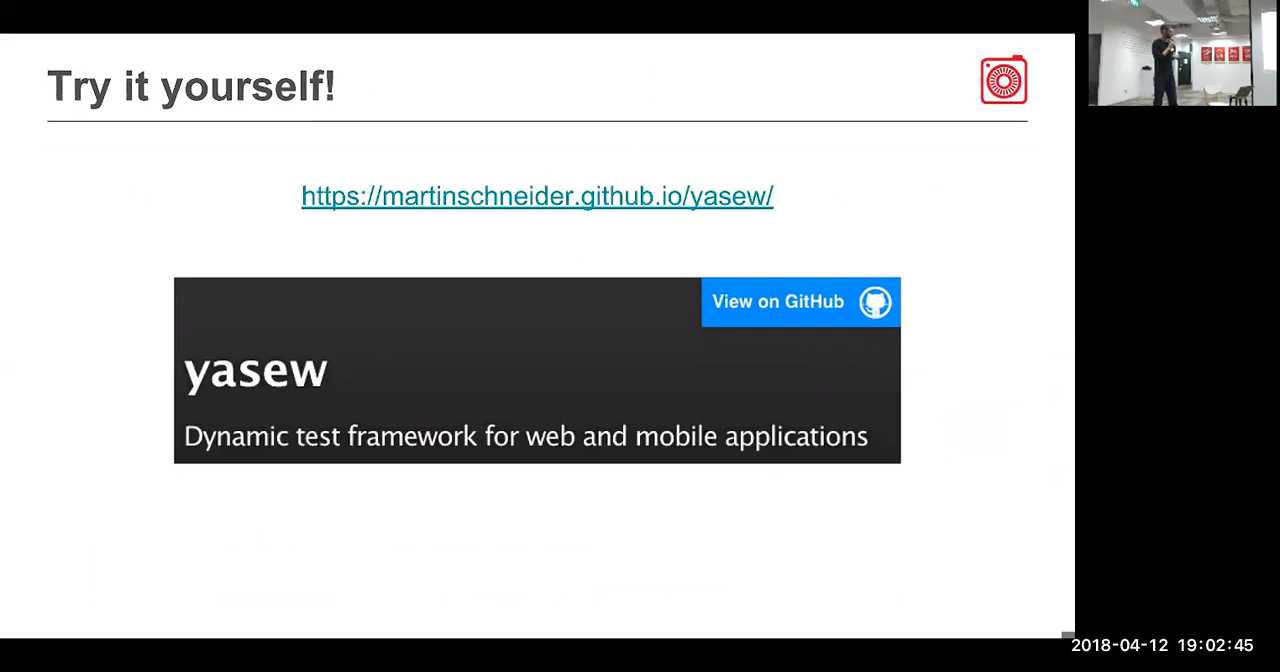 Try it yourself!
https://martinschneider.github.io/yasew/
View on GitHub
yasew
Dynamic test framework for web and mobile applications
2018-04-12 19:02:45